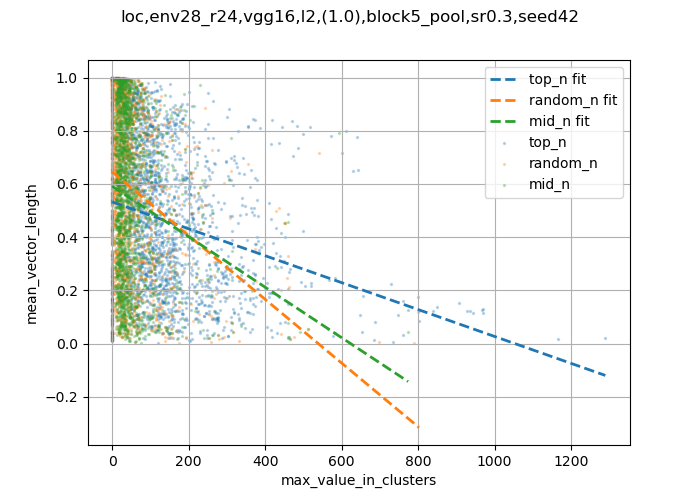 loc,env28_r24,vgg16,l2,(1.0),block5_pool,sr0.3,seed42
1.0
0.8
0.6
0.4
0.2
0.0
−0.2
mean_vector_length
top_n fit
random_n fit
mid_n fit
top_n
random_n
mid_n
0 200 400 600 800 1000 1200
max_value_in_clusters